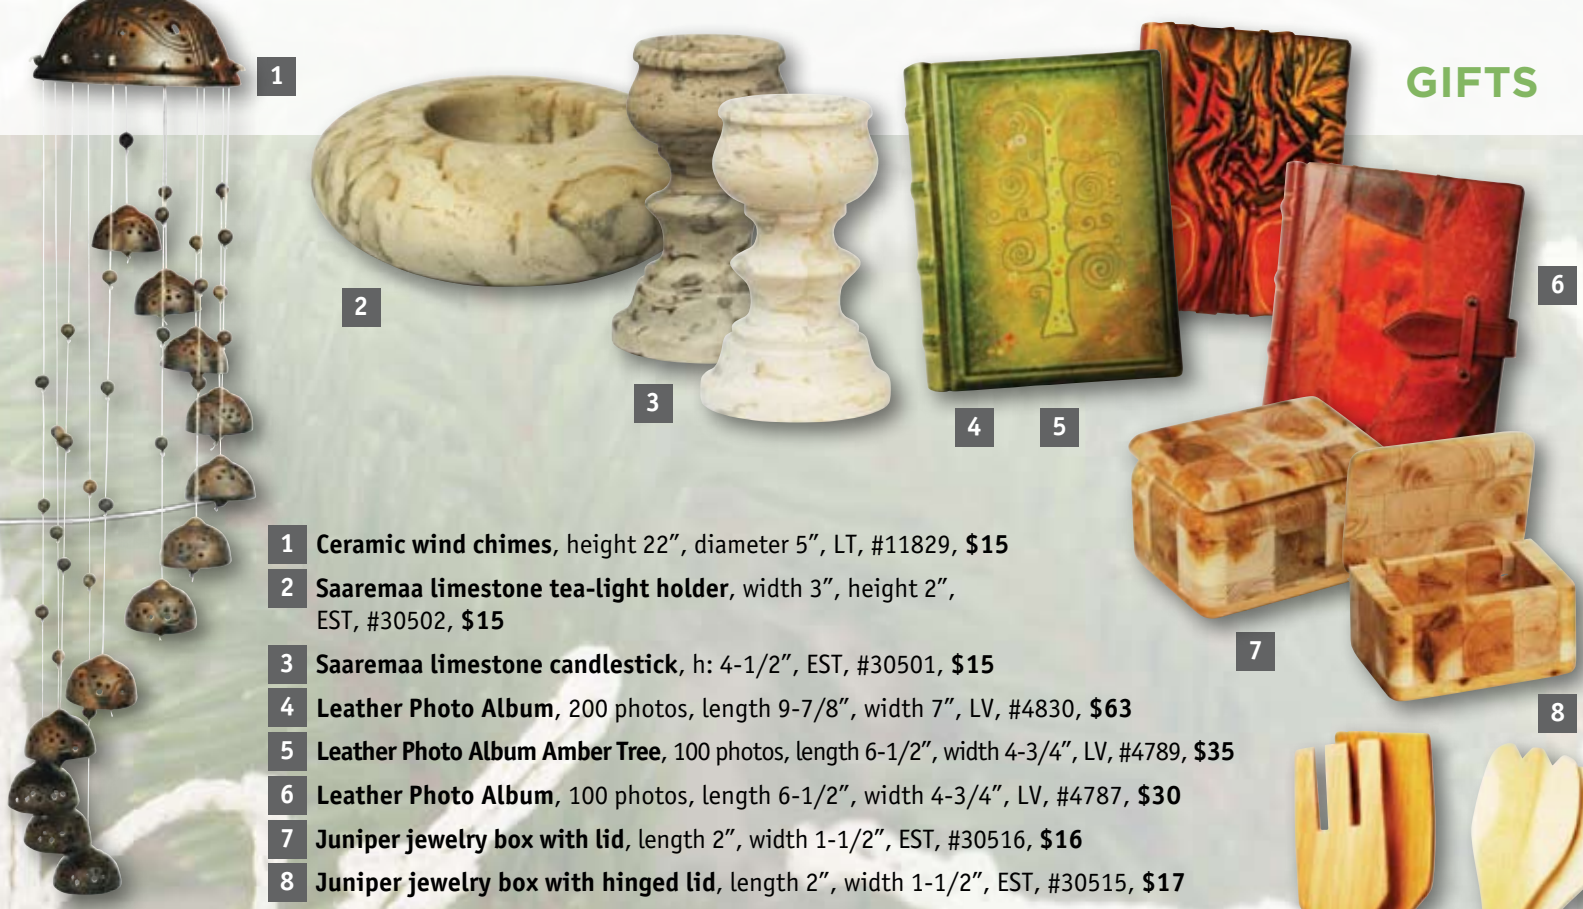 GIFTS
1
2
3
4
5
6
7
8
1 Ceramic wind chimes, height 22″, diameter 5″, LT, #11829, $15
2 Saaremaa limestone tea-light holder, width 3″, height 2″,
EST, #30502, $15
3 Saaremaa limestone candlestick, h: 4-1/2″, EST, #30501, $15
4 Leather Photo Album, 200 photos, length 9-7/8″, width 7″, LV, #4830, $63
5 Leather Photo Album Amber Tree, 100 photos, length 6-1/2″, width 4-3/4″, LV, #4789, $35
6 Leather Photo Album, 100 photos, length 6-1/2″, width 4-3/4″, LV, #4787, $30
7 Juniper jewelry box with lid, length 2″, width 1-1/2″, EST, #30516, $16
8 Juniper jewelry box with hinged lid, length 2″, width 1-1/2″, EST, #30515, $17